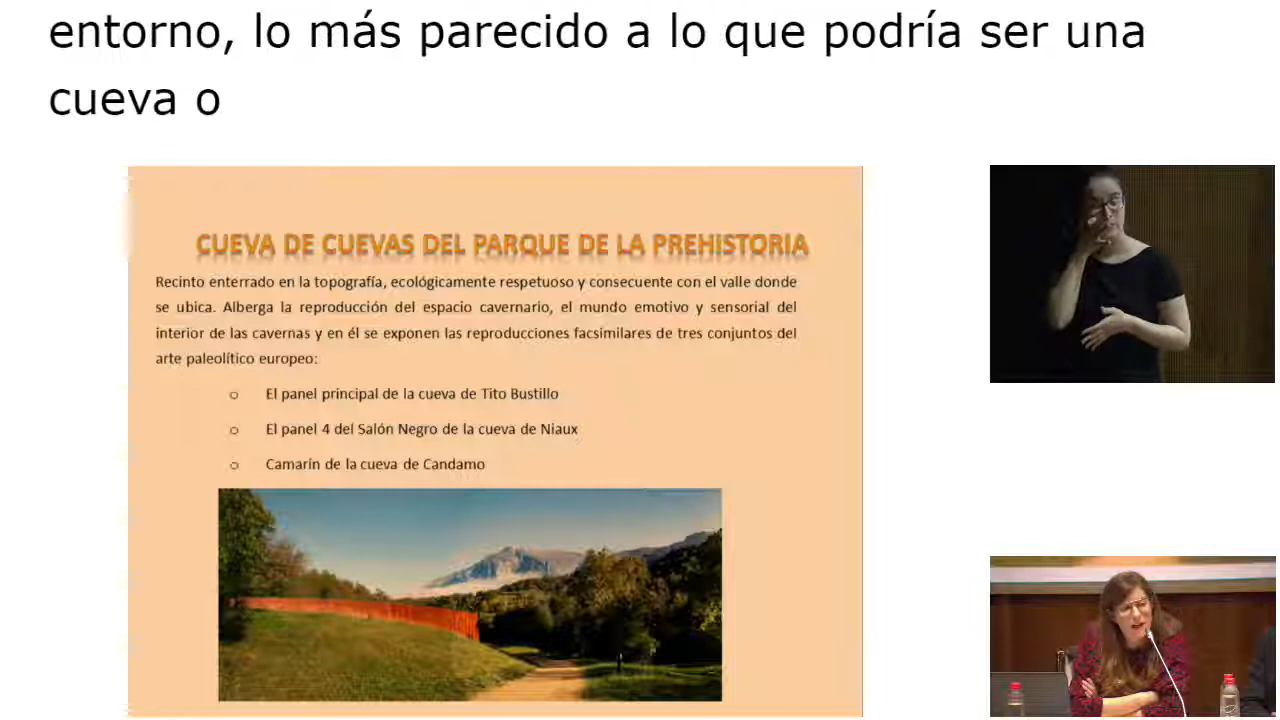 entorno, lo más parecido a lo que podría ser una
cueva o
CUEVA DE CUEVAS DEL PARQUE DE LA PREHISTORIA
Recinto enterrado en la topografía, ecológicamente respetuoso y consecuente con el valle donde
se ubica. Alberga la reproducción del espacio cavernario, el mundo emotivo y sensorial del
interior de las cavernas y en él se exponen las reproducciones facsimilares de tres conjuntos del
arte paleolítico europeo:
o El panel principal de la cueva de Tito Bustillo
o El panel 4 del Salón Negro de la cueva de Niaux
o Camarín de la cueva de Candamo